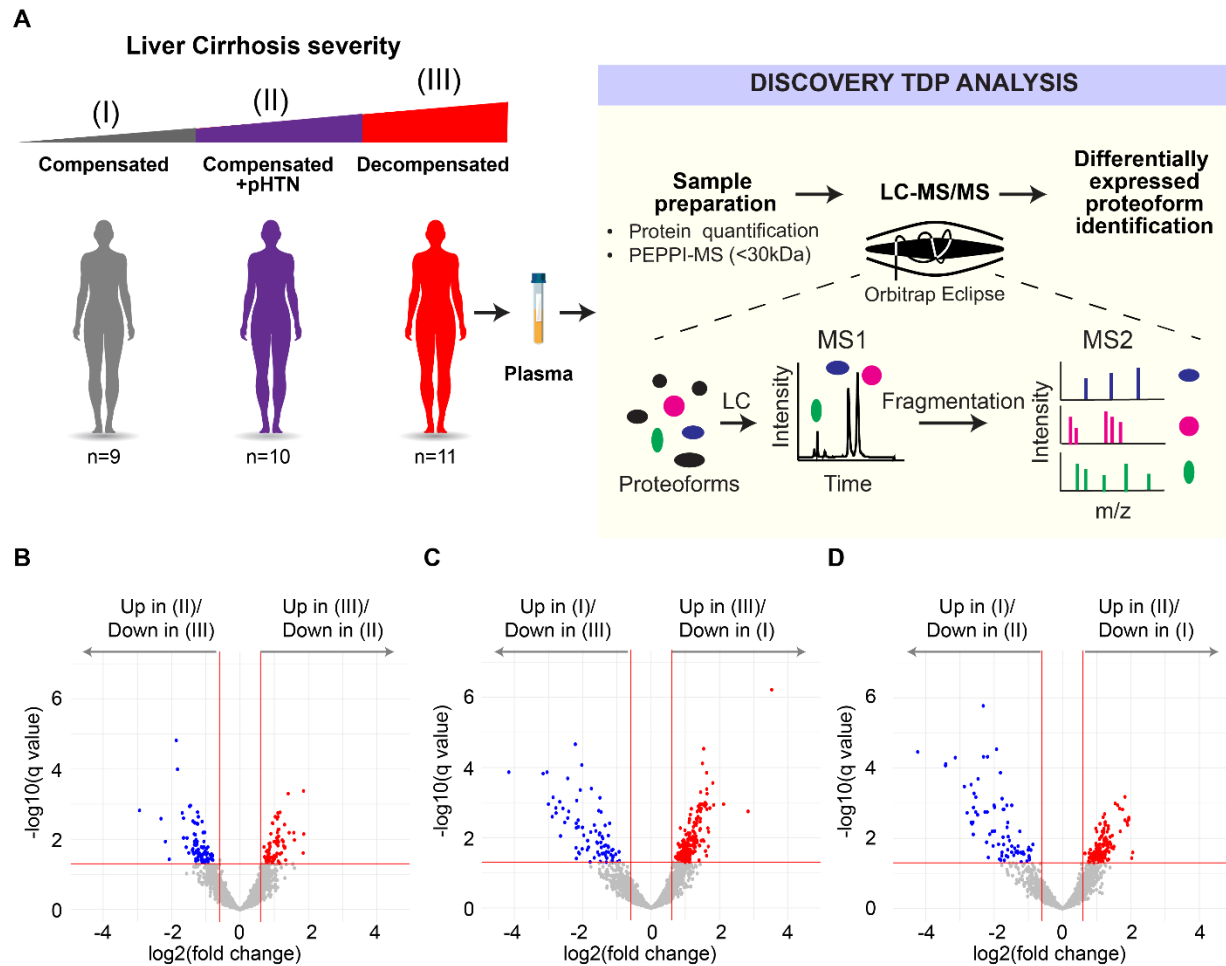 A
Liver Cirrhosis severity
(I)
(II)
(III)
Compensated
Compensated
+pHTN
Decompensated
n=9
n=10
n=11
Plasma
DISCOVERY TDP ANALYSIS
Sample
preparation
• Protein quantification
• PEPPI-MS (<30kDa)
LC-MS/MS
Orbitrap Eclipse
Differentially
expressed
proteoform
identification
Proteoforms
LC
MS1
Intensity
Time
Fragmentation
MS2
Intensity
m/z
B
Up in (II)/
Down in (III)
Up in (III)/
Down in (II)
-log10(q value)
6
4
2
0
-4
-2
0
2
4
log2(fold change)
C
Up in (I)/
Down in (III)
Up in (III)/
Down in (I)
-log10(q value)
6
4
2
0
-4
-2
0
2
4
log2(fold change)
D
Up in (I)/
Down in (II)
Up in (II)/
Down in (I)
-log10(q value)
6
4
2
0
-4
-2
0
2
4
log2(fold change)